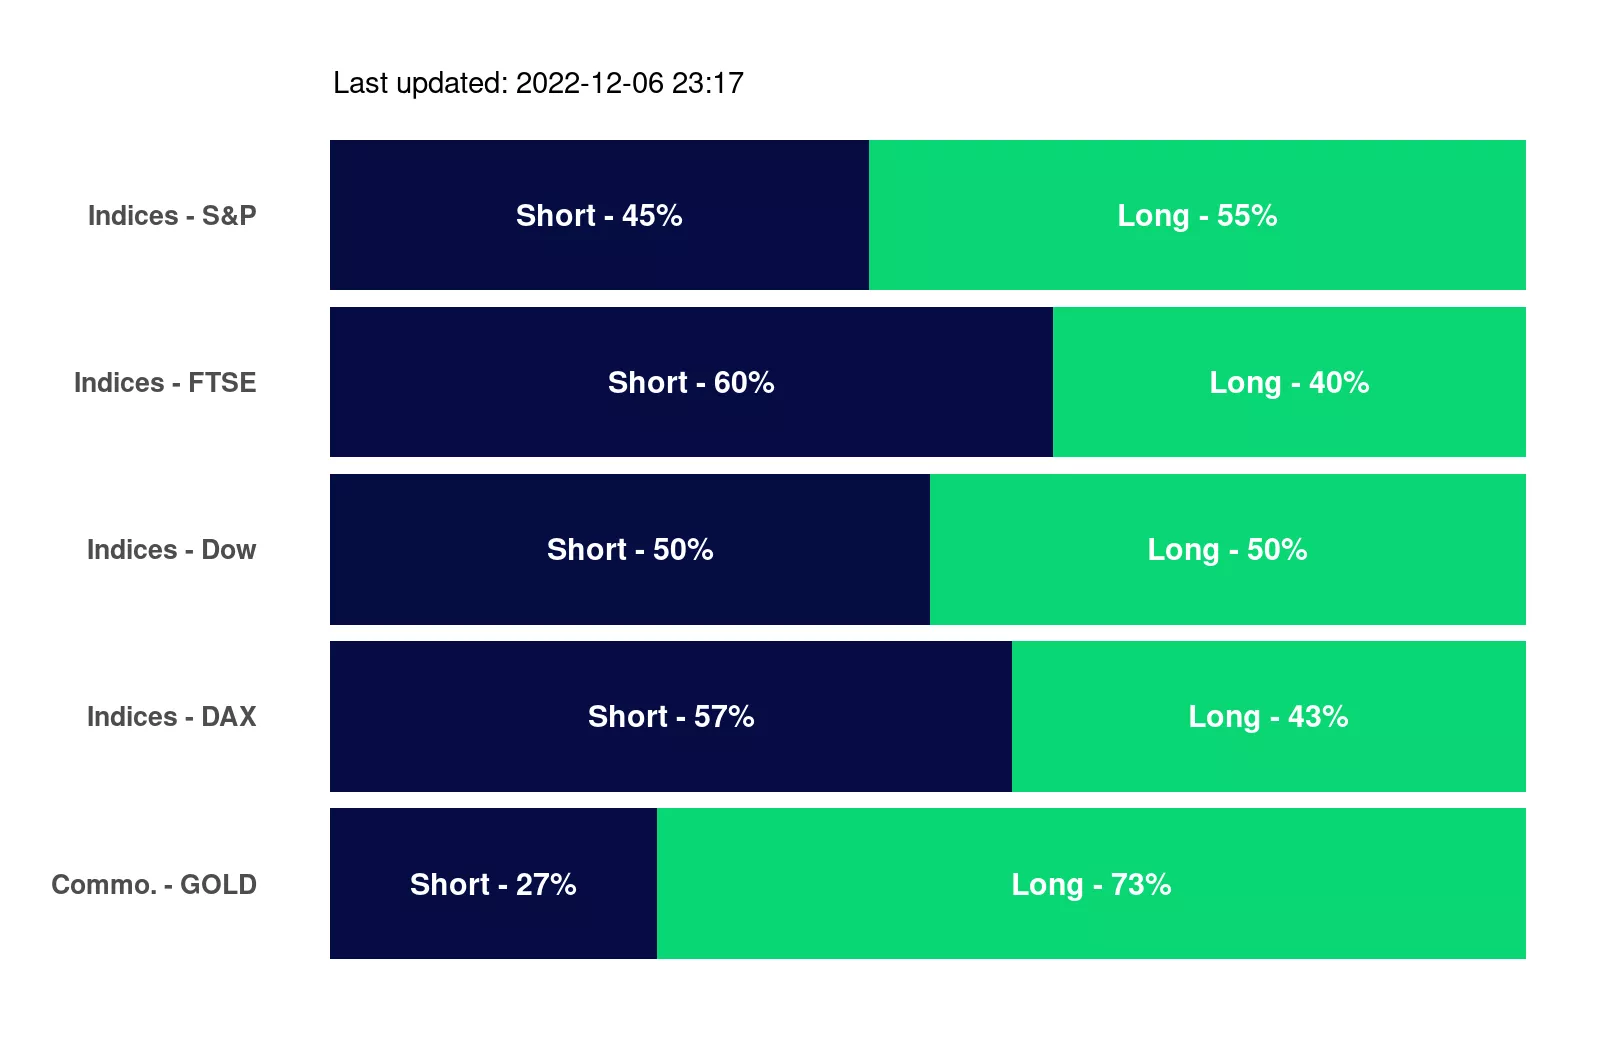 Last updated: 2022-12-06 23:17
Indices - S&P Short - 45% Long - 55%
Indices - FTSE Short - 60% Long - 40%
Indices - Dow Short - 50% Long - 50%
Indices - DAX Short - 57% Long - 43%
Commo. - GOLD Short - 27% Long - 73%